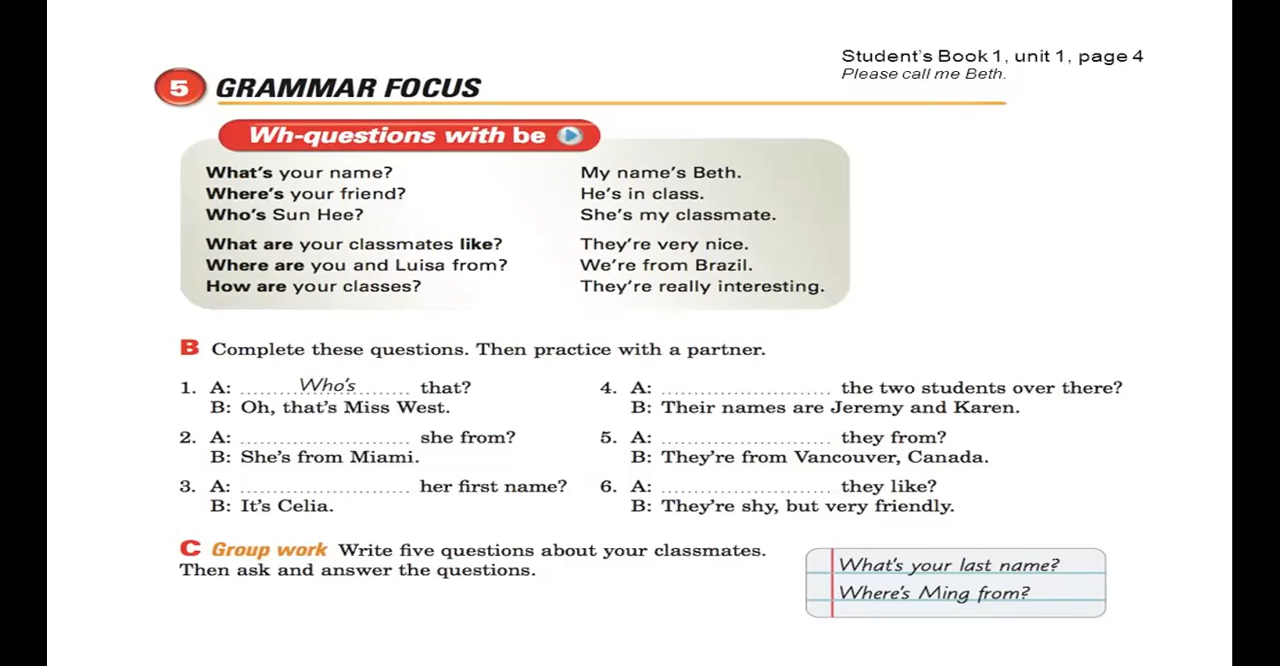 Student's Book 1, unit 1, page 4
Please call me Beth.
5 GRAMMAR FOCUS
Wh-questions with be
What's your name? My name's Beth.
Where's your friend? He's in class.
Who's Sun Hee? She's my classmate.
What are your classmates like? They're very nice.
Where are you and Luisa from? We're from Brazil.
How are your classes? They're really interesting.
B Complete these questions. Then practice with a partner.
1. A: ........Who's........ that?
B: Oh, that's Miss West.
2. A: ............................ she from?
B: She's from Miami.
3. A: ............................ her first name?
B: It's Celia.
4. A: ............................ the two students over there?
B: Their names are Jeremy and Karen.
5. A: ............................ they from?
B: They're from Vancouver, Canada.
6. A: ............................ they like?
B: They're shy, but very friendly.
C Group work Write five questions about your classmates.
Then ask and answer the questions.
What's your last name?
Where's Ming from?